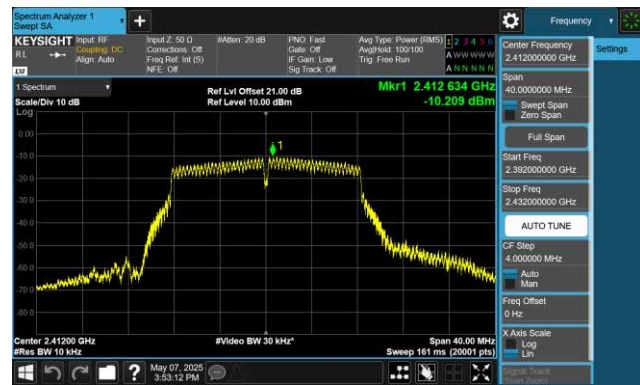 Spectrum Analyzer 1
Swept SA
+
Frequency
KEYSIGHT
RL
LXI
Input: RF
Coupling: DC
Align: Auto
Input Z: 50 Ω
Corrections: Off
Freq Ref: Int (S)
NFE: Off
#Atten: 20 dB
PNO: Fast
Gate: Off
IF Gain: Low
Sig Track: Off
Avg Type: Power (RMS)
Avg|Hold: 100/100
Trig: Free Run
1 2 3 4 5 6
A W W W W W
A N N N N N
1 Spectrum
Scale/Div 10 dB
Log
Ref Lvl Offset 21.00 dB
Ref Level 10.00 dBm
Mkr1 2.412 634 GHz
-10.209 dBm
1
0.00
-10.0
-20.0
-30.0
-40.0
-50.0
-60.0
-70.0
-80.0
Center 2.41200 GHz
#Res BW 10 kHz
#Video BW 30 kHz*
Span 40.00 MHz
Sweep 161 ms (20001 pts)
?
May 07, 2025
3:53:12 PM
Center Frequency
2.412000000 GHz
Settings
Span
40.0000000 MHz
Swept Span
Zero Span
Full Span
Start Freq
2.392000000 GHz
Stop Freq
2.432000000 GHz
AUTO TUNE
CF Step
4.000000 MHz
Auto
Man
Freq Offset
0 Hz
X Axis Scale
Log
Lin
Signal Track
(Span Zoom)